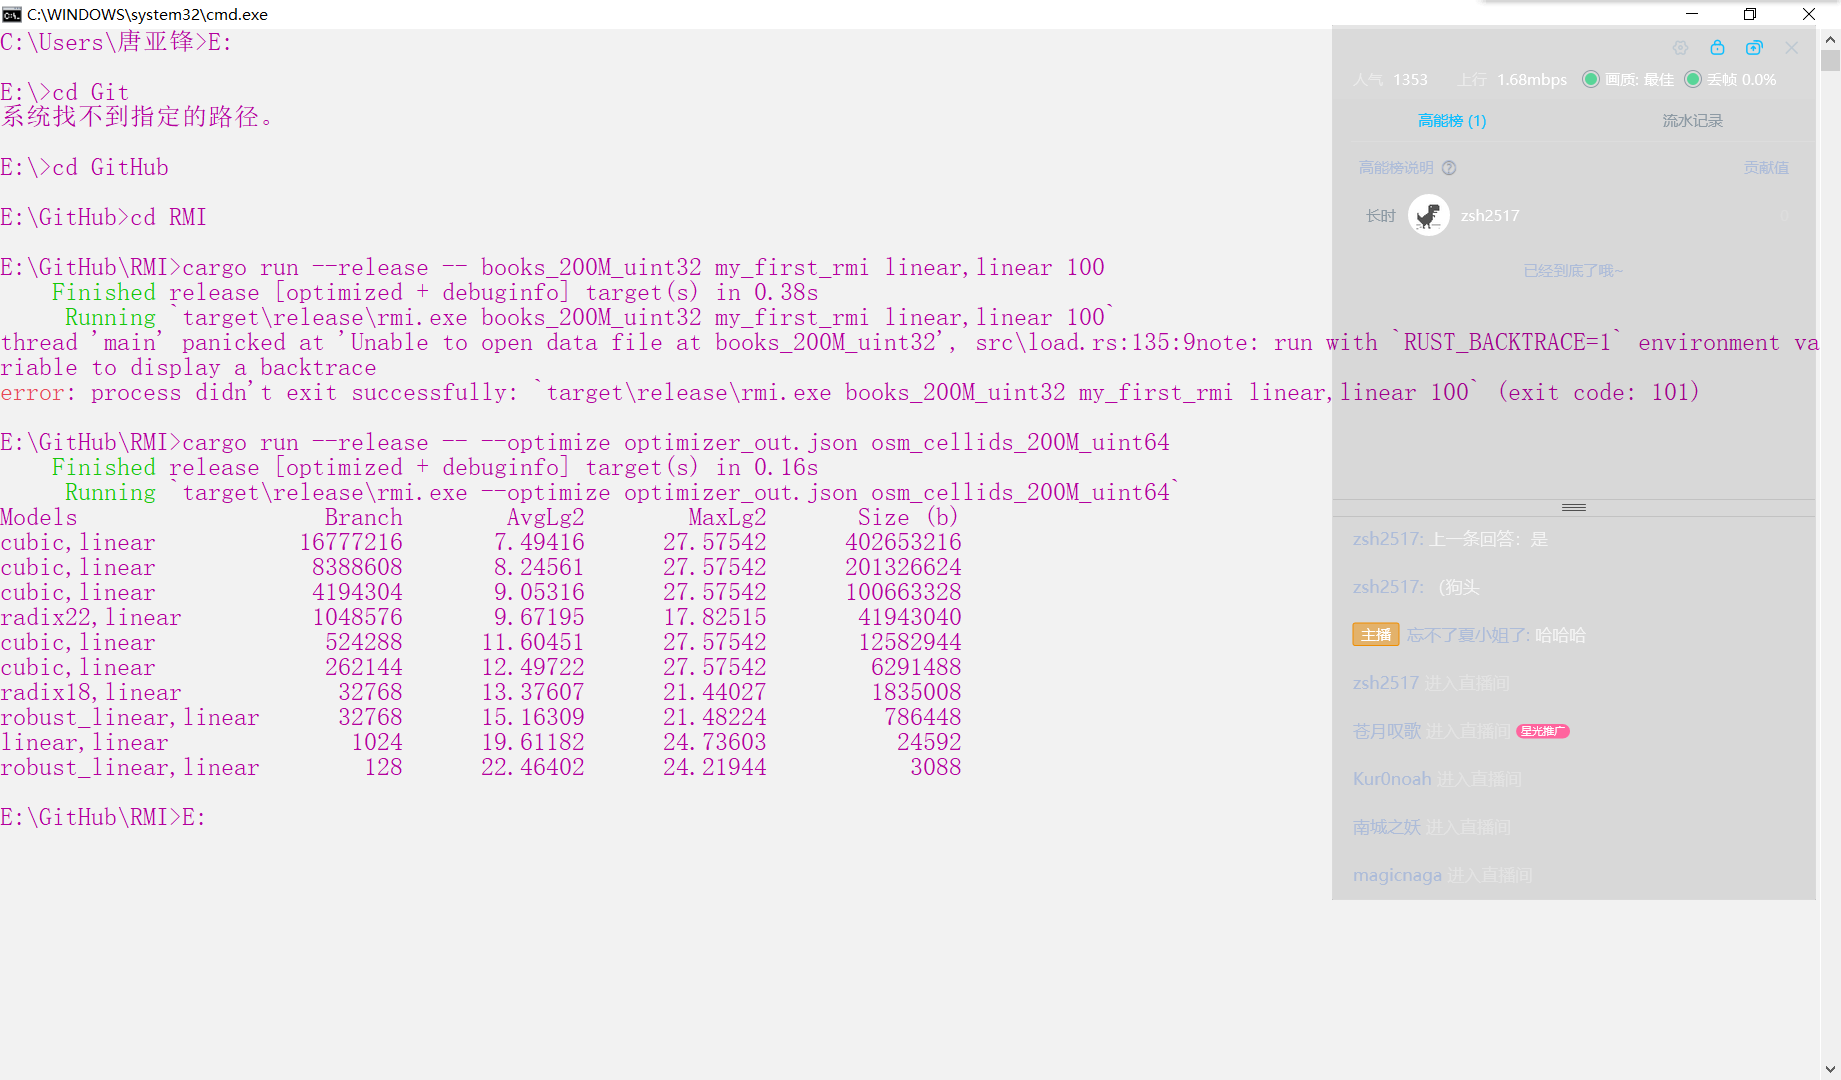 C:\WINDOWS\system32\cmd.exe
C:\Users\唐亚锋>E:
E:\>cd Git
系统找不到指定的路径。
E:\>cd GitHub
E:\GitHub>cd RMI
E:\GitHub\RMI>cargo run --release -- books_200M_uint32 my_first_rmi linear,linear 100
Finished release [optimized + debuginfo] target(s) in 0.38s
Running `target\release\rmi.exe books_200M_uint32 my_first_rmi linear,linear 100`
thread 'main' panicked at 'Unable to open data file at books_200M_uint32', src\load.rs:135:9note: run with `RUST_BACKTRACE=1` environment va
riable to display a backtrace
error: process didn't exit successfully: `target\release\rmi.exe books_200M_uint32 my_first_rmi linear,linear 100` (exit code: 101)
E:\GitHub\RMI>cargo run --release -- --optimize optimizer_out.json osm_cellids_200M_uint64
Finished release [optimized + debuginfo] target(s) in 0.16s
Running `target\release\rmi.exe --optimize optimizer_out.json osm_cellids_200M_uint64`
Models Branch AvgLg2 MaxLg2 Size (b)
cubic,linear 16777216 7.49416 27.57542 402653216
cubic,linear 8388608 8.24561 27.57542 201326624
cubic,linear 4194304 9.05316 27.57542 100663328
radix22,linear 1048576 9.67195 17.82515 41943040
cubic,linear 524288 11.60451 27.57542 12582944
cubic,linear 262144 12.49722 27.57542 6291488
radix18,linear 32768 13.37607 21.44027 1835008
robust_linear,linear 32768 15.16309 21.48224 786448
linear,linear 1024 19.61182 24.73603 24592
robust_linear,linear 128 22.46402 24.21944 3088
E:\GitHub\RMI>E:
人气 1353 上行 1.68mbps 画质: 最佳 丢帧 0.0%
高能榜 (1) 流水记录
高能榜说明 ? 贡献值
长时 zsh2517 0
已经到底了哦~
zsh2517: 上一条回答：是
zsh2517: （狗头
主播 忘不了夏小姐了: 哈哈哈
zsh2517 进入直播间
苍月叹歌 进入直播间 星光推广
Kur0noah 进入直播间
南城之妖 进入直播间
magicnaga 进入直播间